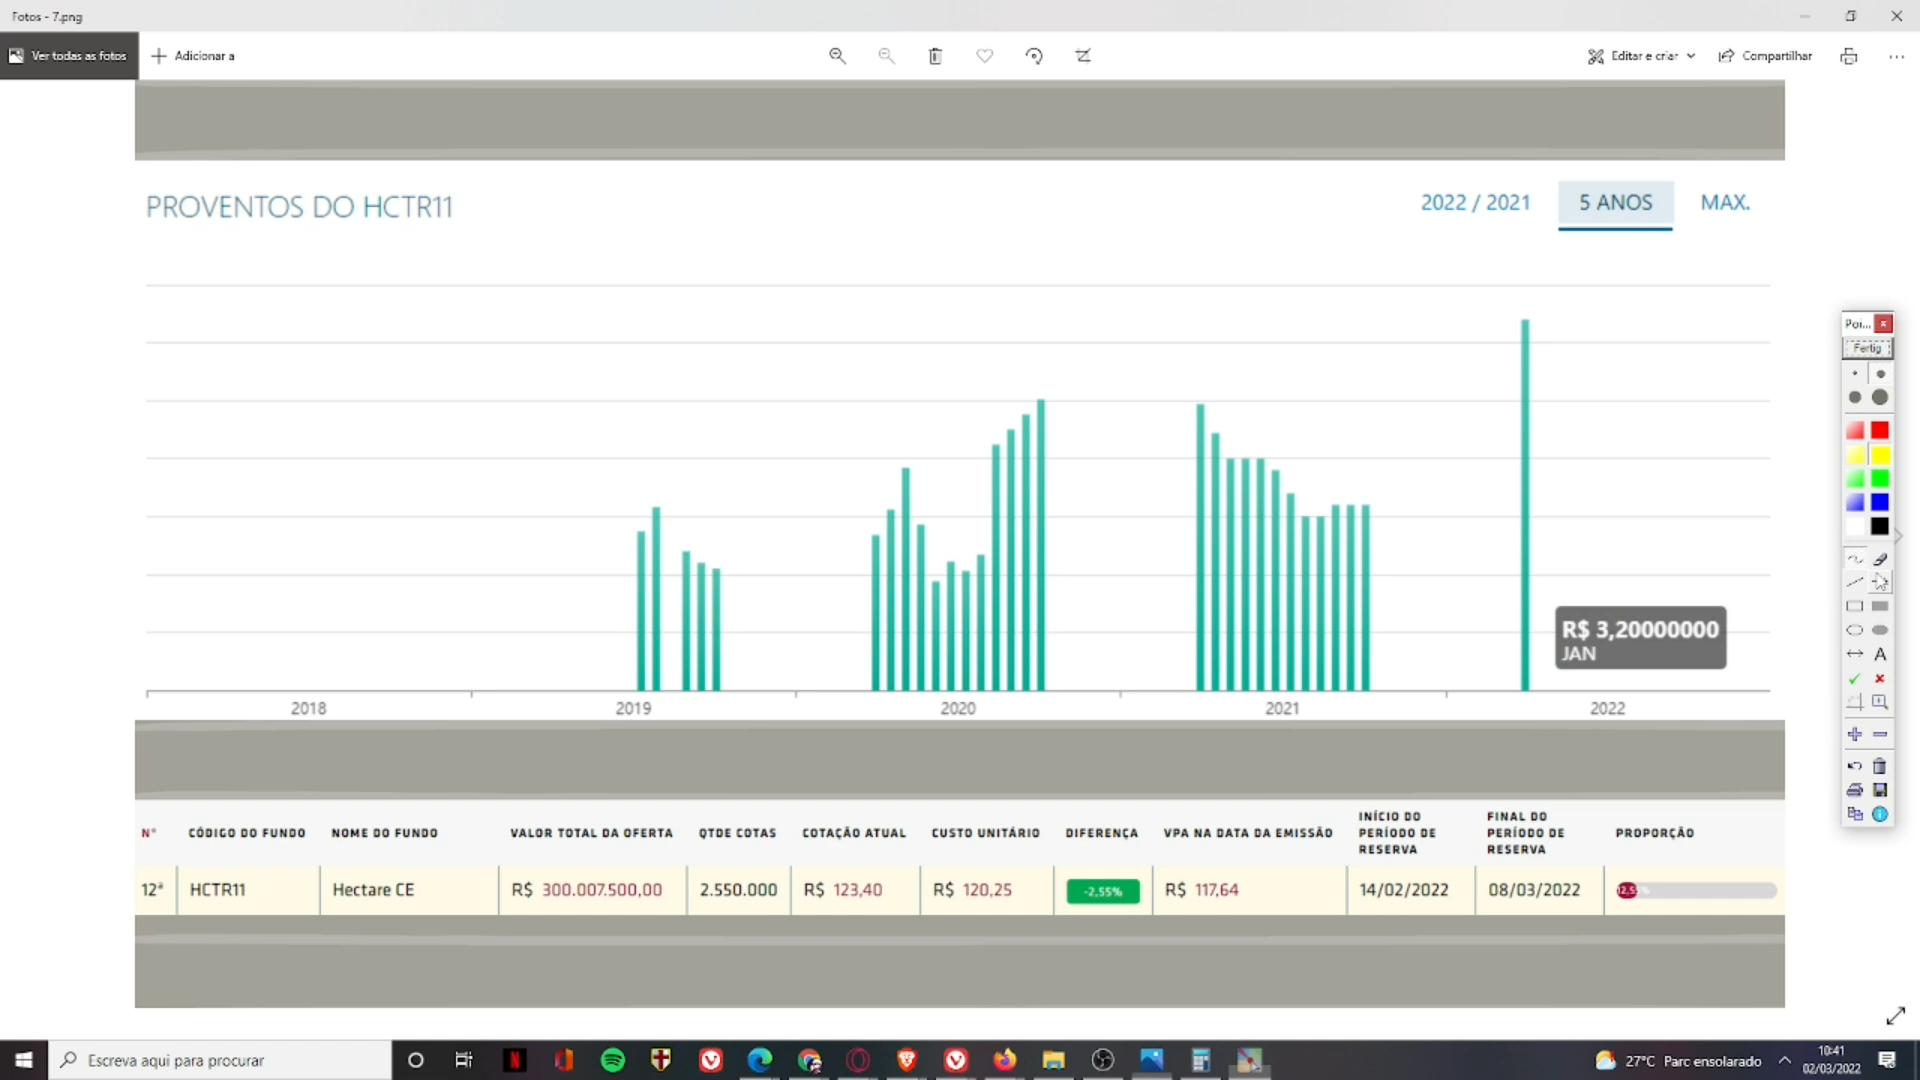 Fotos - 7.png
Ver todas as fotos
Adicionar a
Editar e criar
Compartilhar
PROVENTOS DO HCTR11
2022 / 2021
5 ANOS
MAX.
Poi...
Fertig
R$ 3,20000000
JAN
2018
2019
2020
2021
2022
N° CÓDIGO DO FUNDO NOME DO FUNDO VALOR TOTAL DA OFERTA QTDE COTAS COTAÇÃO ATUAL CUSTO UNITÁRIO DIFERENÇA VPA NA DATA DA EMISSÃO
INÍCIO DO
PERÍODO DE
RESERVA
FINAL DO
PERÍODO DE
RESERVA
PROPORÇÃO
12ª HCTR11 Hectare CE R$ 300.007.500,00 2.550.000 R$ 123,40 R$ 120,25 -2,55% R$ 117,64 14/02/2022 08/03/2022
Escreva aqui para procurar
27°C Parc ensolarado
10:41
02/03/2022